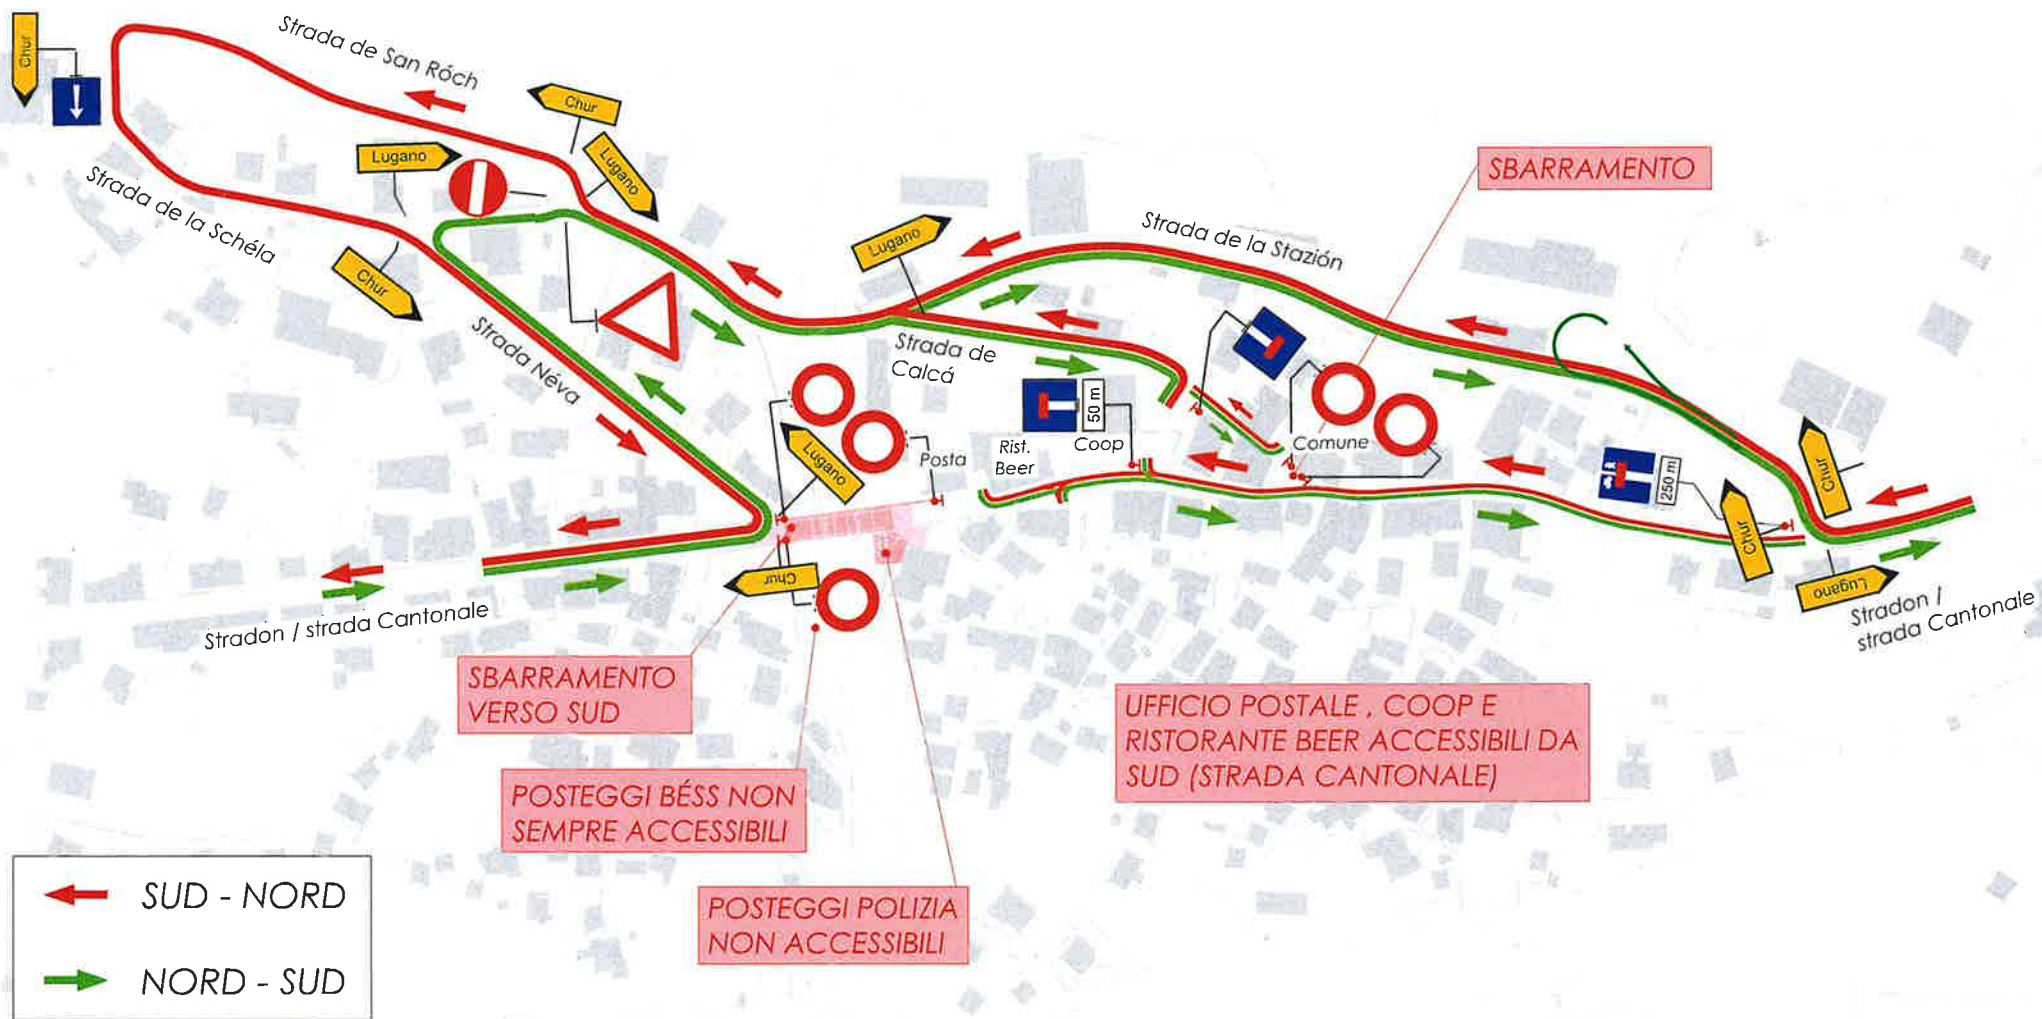 Chur
Strada de San Róch
Chur
Lugano
Lugano
Strada de la Schéla
Chur
Strada Néva
Lugano
Strada de la Stazión
SBARRAMENTO
Strada de
Calcá
50 m
Rist.
Beer
Coop
Comune
Posta
Lugano
Chur
250 m
Chur
Chur
Lugano
Stradon /
strada Cantonale
Stradon / strada Cantonale
SBARRAMENTO
VERSO SUD
POSTEGGI BÉSS NON
SEMPRE ACCESSIBILI
POSTEGGI POLIZIA
NON ACCESSIBILI
UFFICIO POSTALE , COOP E
RISTORANTE BEER ACCESSIBILI DA
SUD (STRADA CANTONALE)
SUD - NORD
NORD - SUD